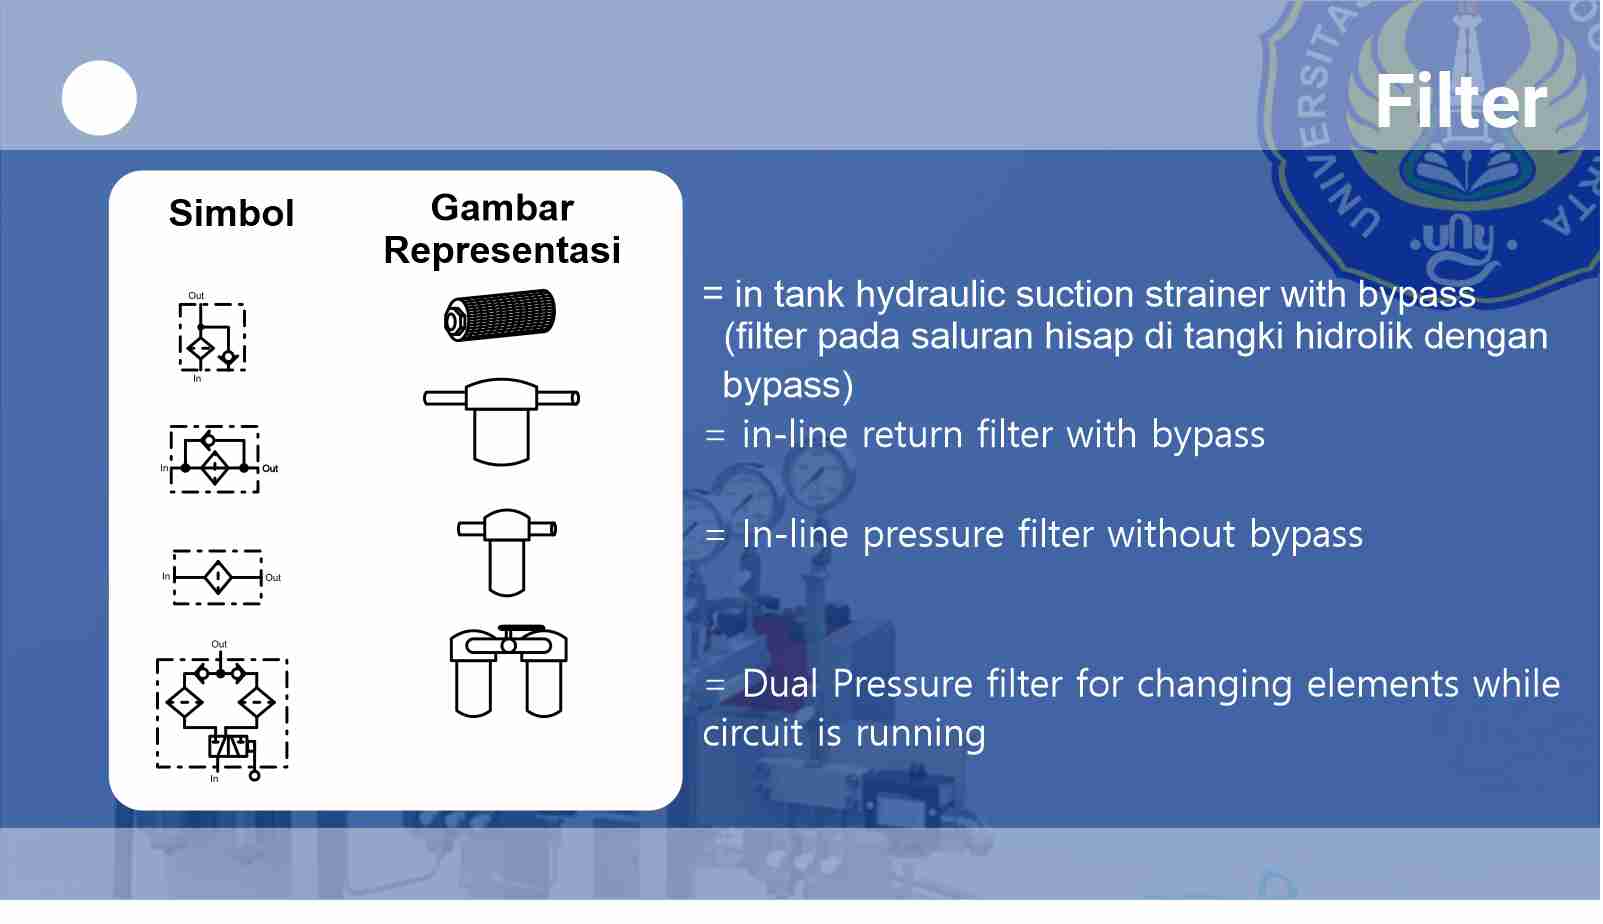 Filter
UNIVERSITAS
RTA
uny
Simbol
Gambar
Representasi
Out
In
In
Out
In
Out
Out
In
= in tank hydraulic suction strainer with bypass
(filter pada saluran hisap di tangki hidrolik dengan
bypass)
= in-line return filter with bypass
= In-line pressure filter without bypass
= Dual Pressure filter for changing elements while
circuit is running